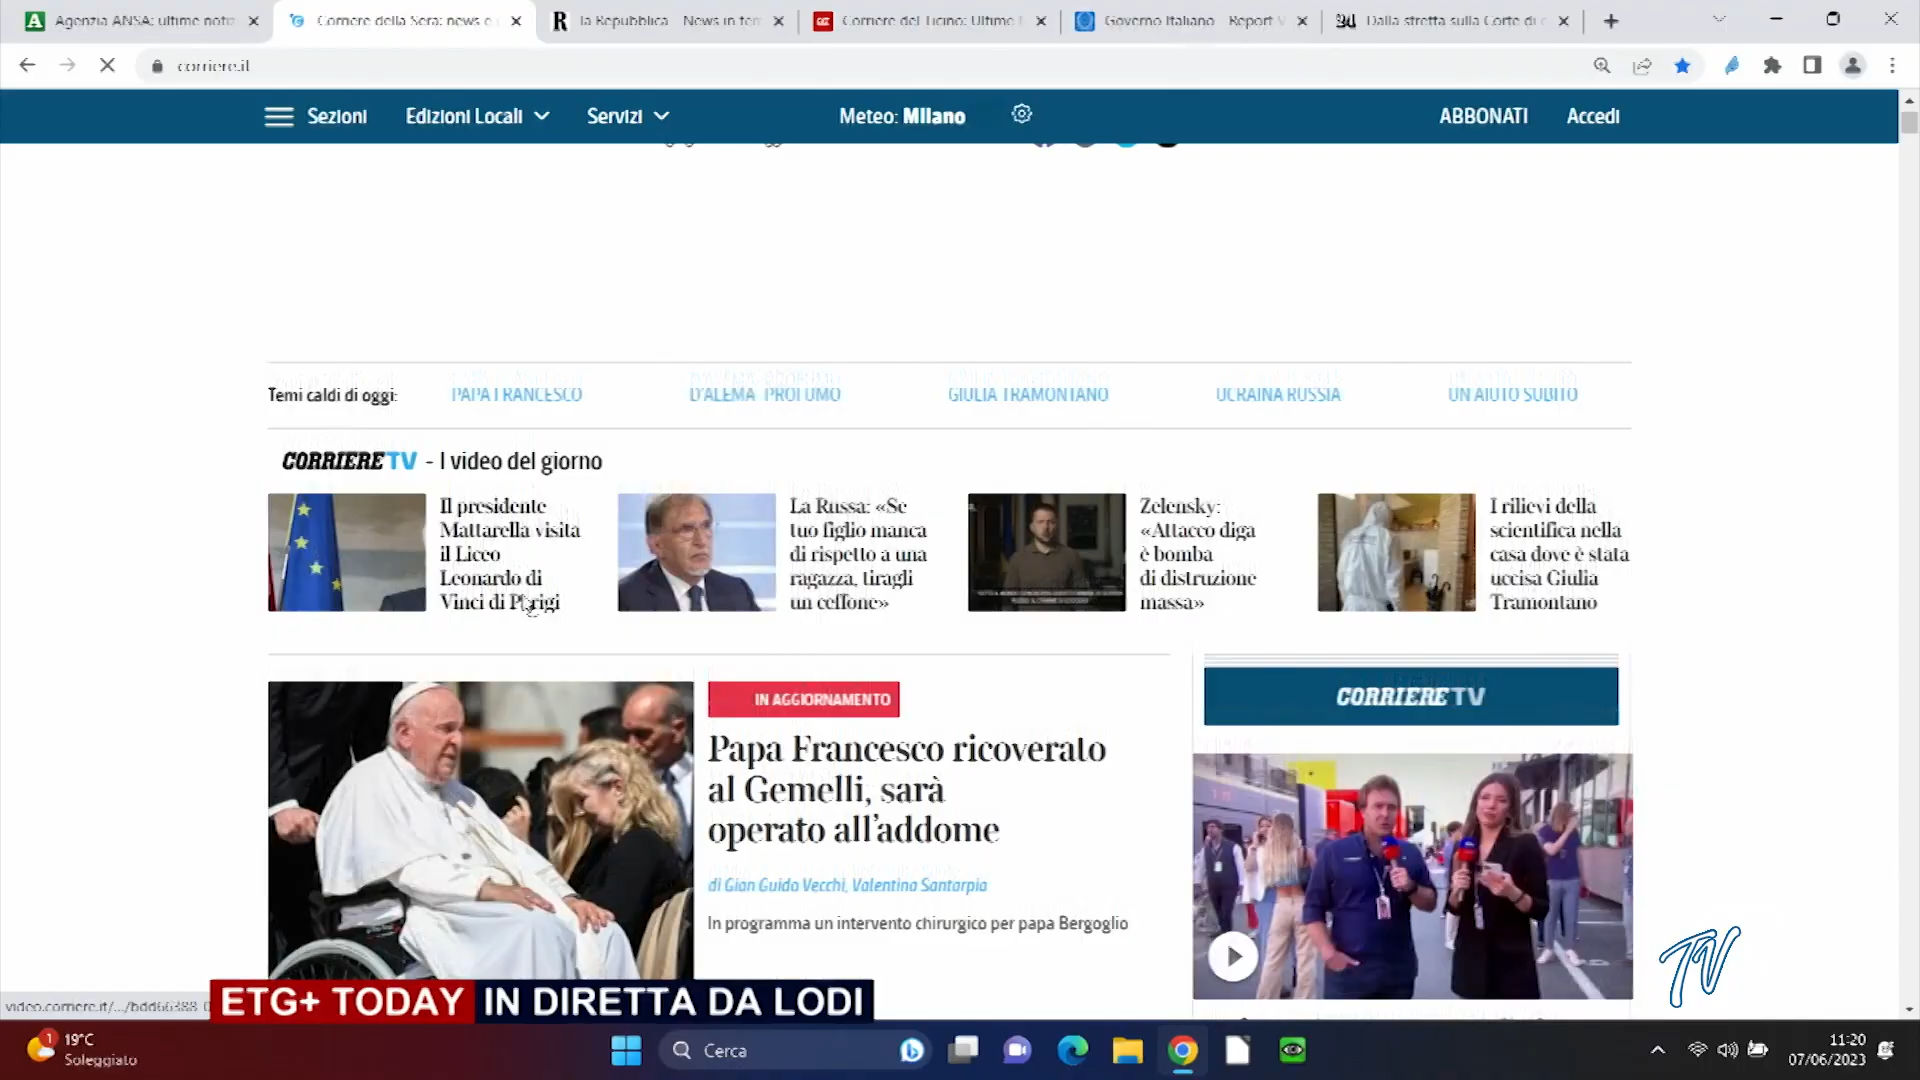 Agenzia ANSA: ultime notiz
Corriere della Sera: news e
la Repubblica - News in tem
Corriere del Ticino: Ultime
Governo Italiano - Report V
Dalla stretta sulla Corte di c
corriere.it
Sezioni
Edizioni Locali
Servizi
Meteo: Milano
ABBONATI
Accedi
Temi caldi di oggi:
PAPA FRANCESCO
D'ALEMA PROFUMO
GIULIA TRAMONTANO
UCRAINA RUSSIA
UN AIUTO SUBITO
CORRIERE TV - I video del giorno
Il presidente
Mattarella visita
il Liceo
Leonardo di
Vinci di Parigi
La Russa: «Se
tuo figlio manca
di rispetto a una
ragazza, tiragli
un ceffone»
Zelensky:
«Attacco diga
è bomba
di distruzione
massa»
I rilievi della
scientifica nella
casa dove è stata
uccisa Giulia
Tramontano
IN AGGIORNAMENTO
Papa Francesco ricoverato
al Gemelli, sarà
operato all'addome
di Gian Guido Vecchi, Valentina Santarpia
In programma un intervento chirurgico per papa Bergoglio
CORRIERE TV
TV
ETG+ TODAY IN DIRETTA DA LODI
1
19°C
Soleggiato
Cerca
11:20
07/06/2023